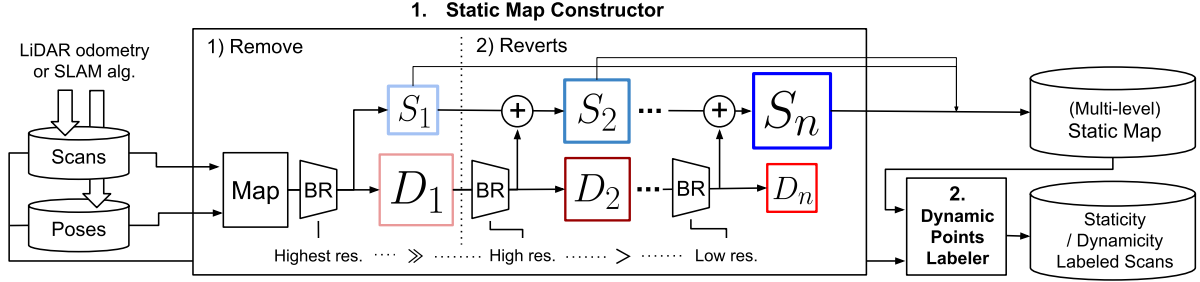 1. Static Map Constructor
LiDAR odometry
or SLAM alg.
Scans
Poses
1) Remove
2) Reverts
Map
BR
S1
D1
BR
+
S2
D2
...
...
BR
+
Sn
Dn
Highest res. ···· ≫ ······ High res. ······ > ······ Low res.
(Multi-level)
Static Map
2.
Dynamic
Points
Labeler
Staticity
/ Dynamicity
Labeled Scans